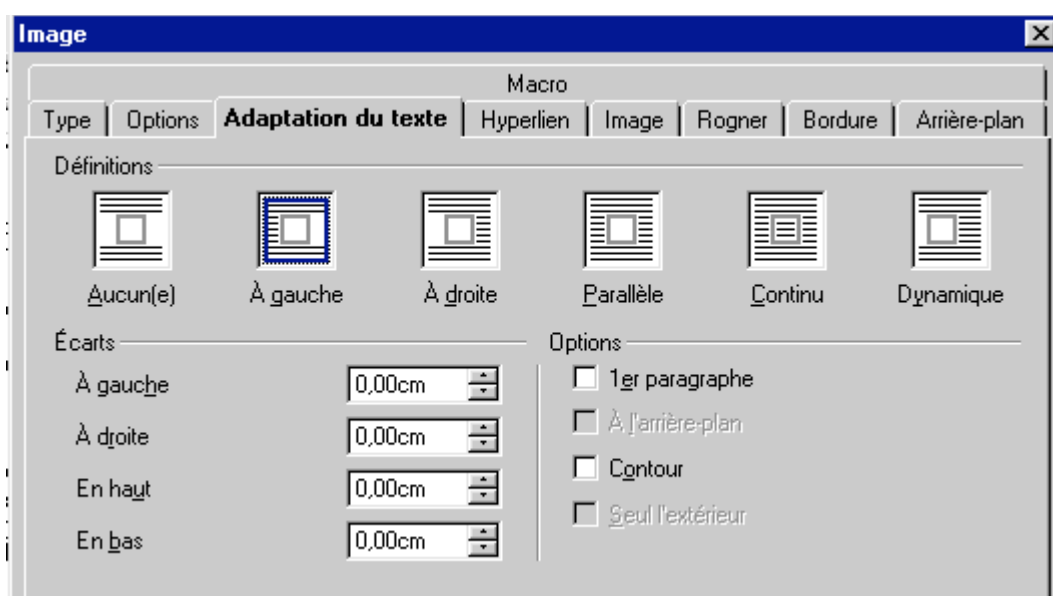 Image
Macro
Type Options Adaptation du texte Hyperlien Image Rogner Bordure Arrière-plan
Définitions
Aucun(e) À gauche À droite Parallèle Continu Dynamique
Écarts Options
À gauche 0,00cm 1er paragraphe
À droite 0,00cm À l'arrière-plan
En haut 0,00cm Contour
En bas 0,00cm Seul l'extérieur